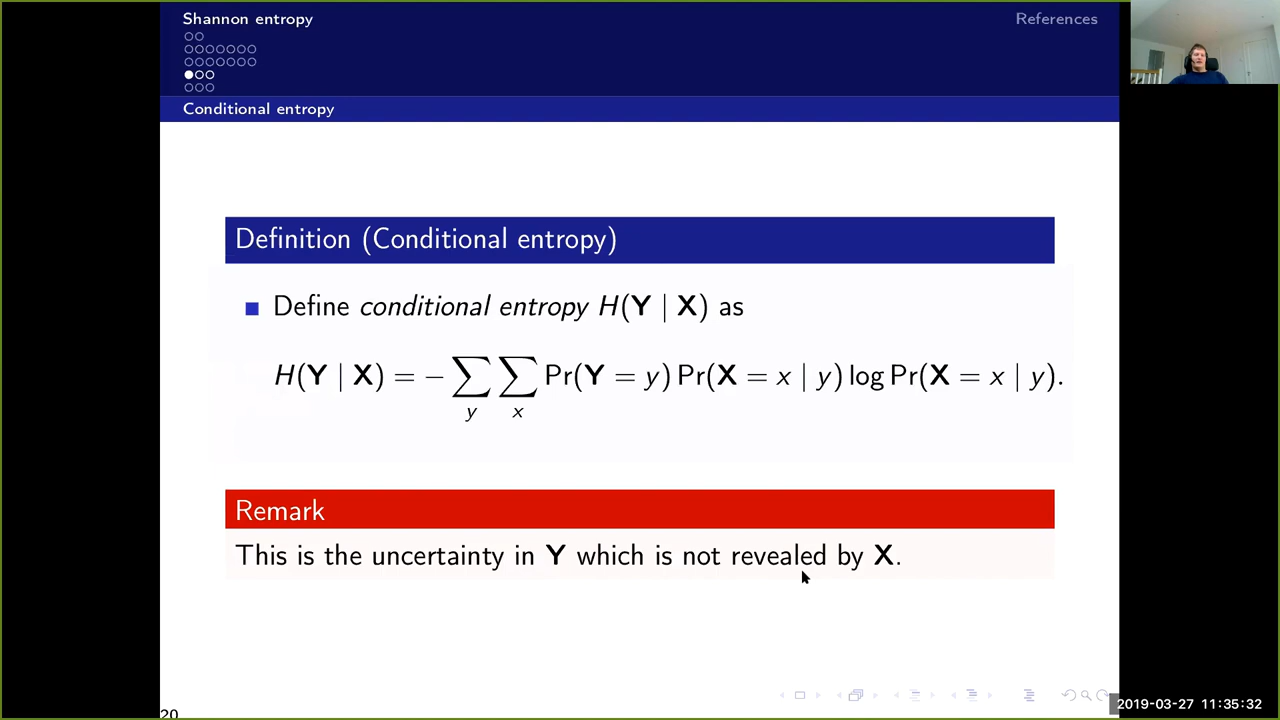 Shannon entropy
References
Conditional entropy
Definition (Conditional entropy)
Define conditional entropy H(Y | X) as
H(Y | X) = − ∑y ∑x Pr(Y = y) Pr(X = x | y) log Pr(X = x | y).
Remark
This is the uncertainty in Y which is not revealed by X.
20
2019-03-27 11:35:32